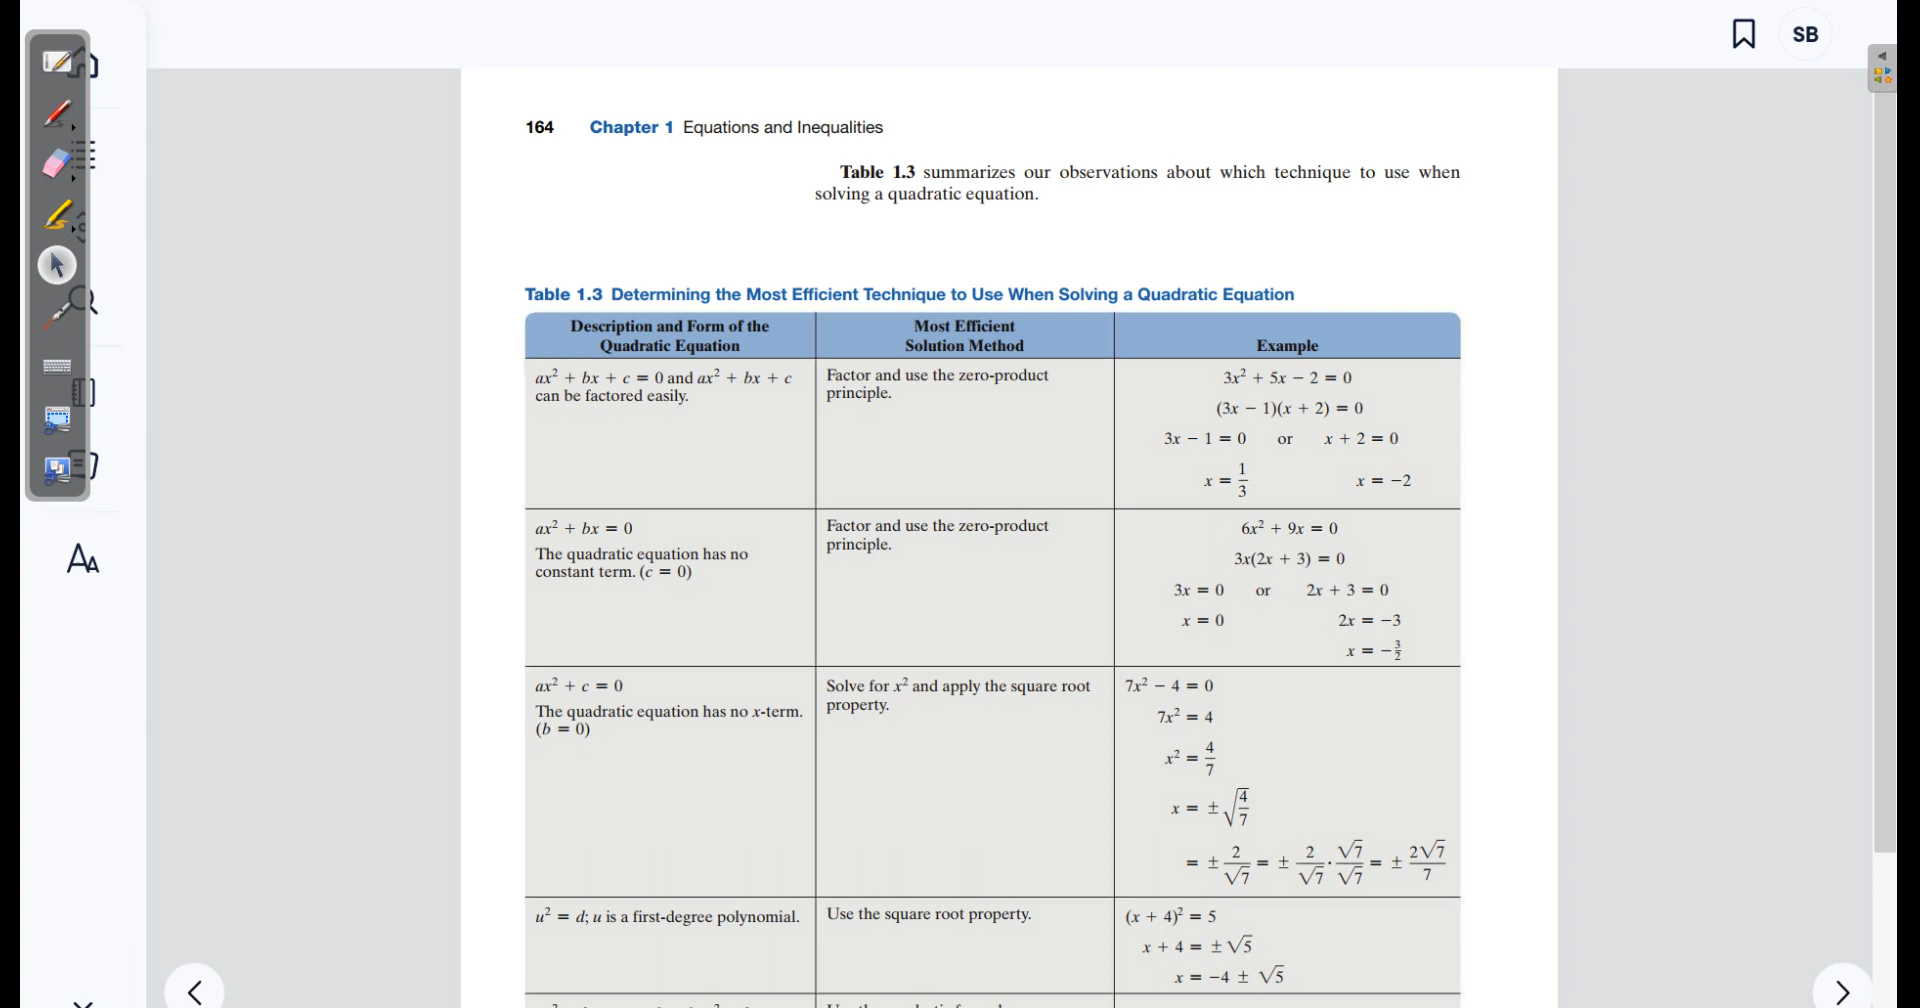 SB
164 Chapter 1 Equations and Inequalities
Table 1.3 summarizes our observations about which technique to use when
solving a quadratic equation.
Table 1.3 Determining the Most Efficient Technique to Use When Solving a Quadratic Equation
Description and Form of the
Quadratic Equation
Most Efficient
Solution Method
Example
ax² + bx + c = 0 and ax² + bx + c
can be factored easily.
Factor and use the zero-product
principle.
3x² + 5x − 2 = 0
(3x − 1)(x + 2) = 0
3x − 1 = 0 or x + 2 = 0
x = 1/3 x = −2
ax² + bx = 0
The quadratic equation has no
constant term. (c = 0)
Factor and use the zero-product
principle.
6x² + 9x = 0
3x(2x + 3) = 0
3x = 0 or 2x + 3 = 0
x = 0 2x = −3
x = −3/2
ax² + c = 0
The quadratic equation has no x-term.
(b = 0)
Solve for x² and apply the square root
property.
7x² − 4 = 0
7x² = 4
x² = 4/7
x = ±√(4/7)
= ± 2/√7 = ± 2/√7 · √7/√7 = ± 2√7/7
u² = d; u is a first-degree polynomial.
Use the square root property.
(x + 4)² = 5
x + 4 = ±√5
x = −4 ± √5
AA